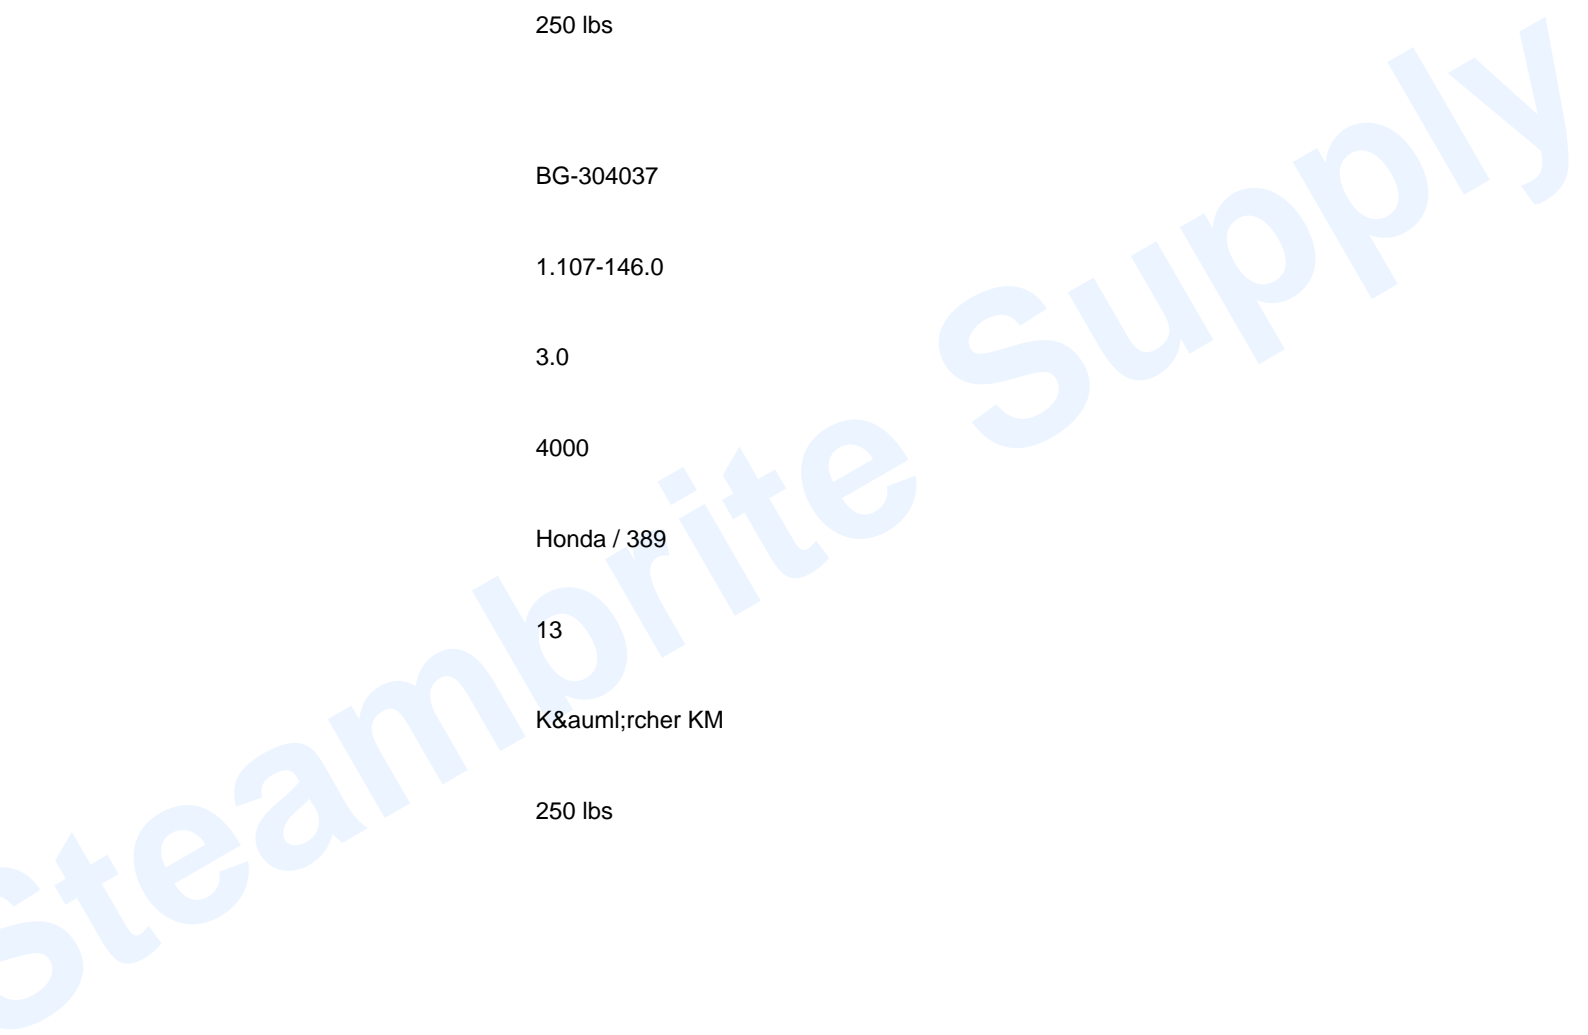 250 lbs
BG-304037
1.107-146.0
3.0
4000
Honda / 389
13
K&auml;rcher KM
250 lbs
Steambrite Supply